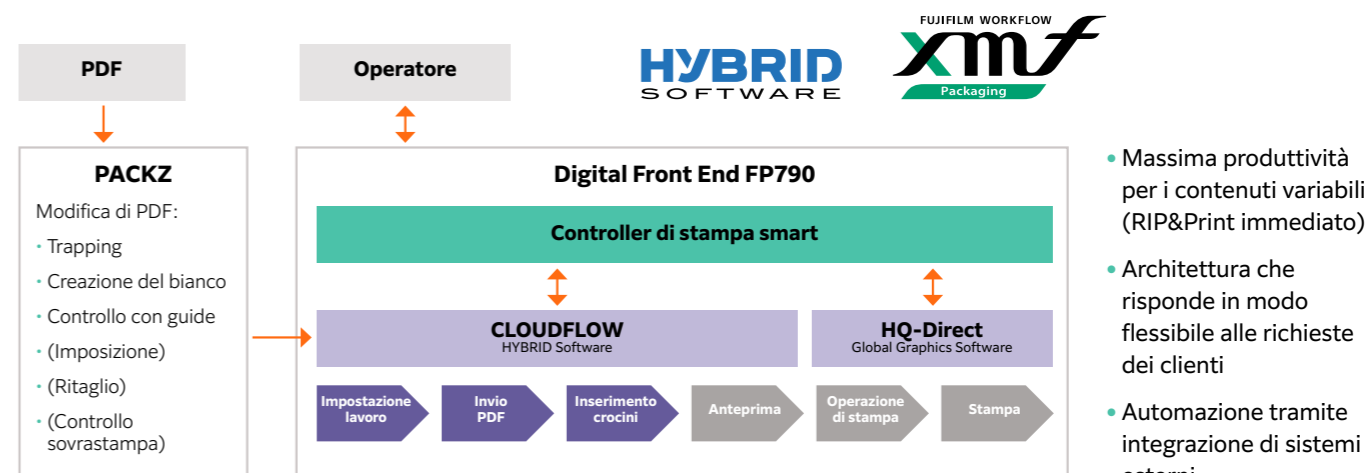 PDF
Operatore
HYBRID
SOFTWARE
FUJIFILM WORKFLOW
xmf
Packaging
PACKZ
Modifica di PDF:
• Trapping
• Creazione del bianco
• Controllo con guide
• (Imposizione)
• (Ritaglio)
• (Controllo
sovrastampa)
Digital Front End FP790
Controller di stampa smart
CLOUDFLOW
HYBRID Software
HQ-Direct
Global Graphics Software
Impostazione
lavoro
Invio
PDF
Inserimento
crocini
Anteprima
Operazione
di stampa
Stampa
• Massima produttività
per i contenuti variabili
(RIP&Print immediato)
• Architettura che
risponde in modo
flessibile alle richieste
dei clienti
• Automazione tramite
integrazione di sistemi